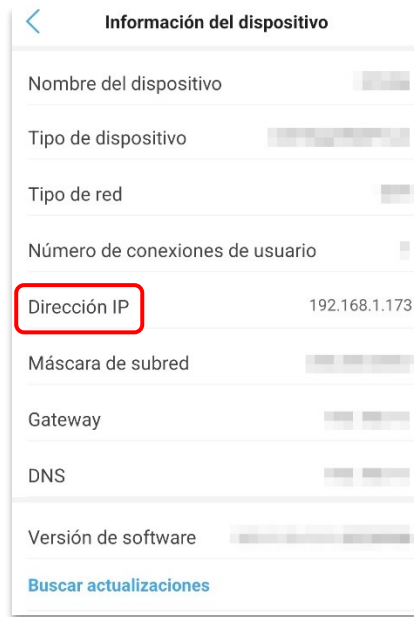 Información del dispositivo
Nombre del dispositivo
Tipo de dispositivo
Tipo de red
Número de conexiones de usuario
Dirección IP 192.168.1.173
Máscara de subred
Gateway
DNS
Versión de software
Buscar actualizaciones